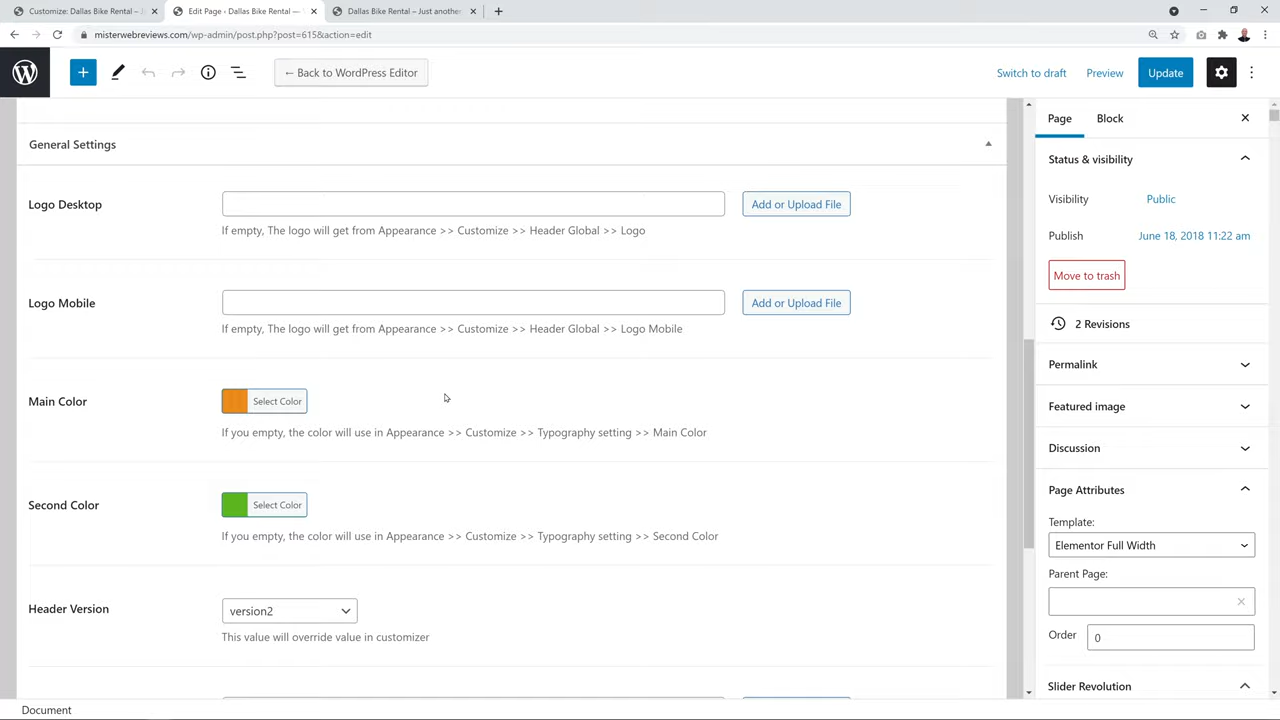 Customize: Dallas Bike Rental – J
Edit Page ‹ Dallas Bike Rental —
Dallas Bike Rental – Just another
misterwebreviews.com/wp-admin/post.php?post=615&action=edit
← Back to WordPress Editor
Switch to draft
Preview
Update
General Settings
Logo Desktop
Add or Upload File
If empty, The logo will get from Appearance >> Customize >> Header Global >> Logo
Logo Mobile
Add or Upload File
If empty, The logo will get from Appearance >> Customize >> Header Global >> Logo Mobile
Main Color
Select Color
If you empty, the color will use in Appearance >> Customize >> Typography setting >> Main Color
Second Color
Select Color
If you empty, the color will use in Appearance >> Customize >> Typography setting >> Second Color
Header Version
version2
This value will override value in customizer
Page
Block
Status & visibility
Visibility
Public
Publish
June 18, 2018 11:22 am
Move to trash
2 Revisions
Permalink
Featured image
Discussion
Page Attributes
Template:
Elementor Full Width
Parent Page:
Order
0
Slider Revolution
Document